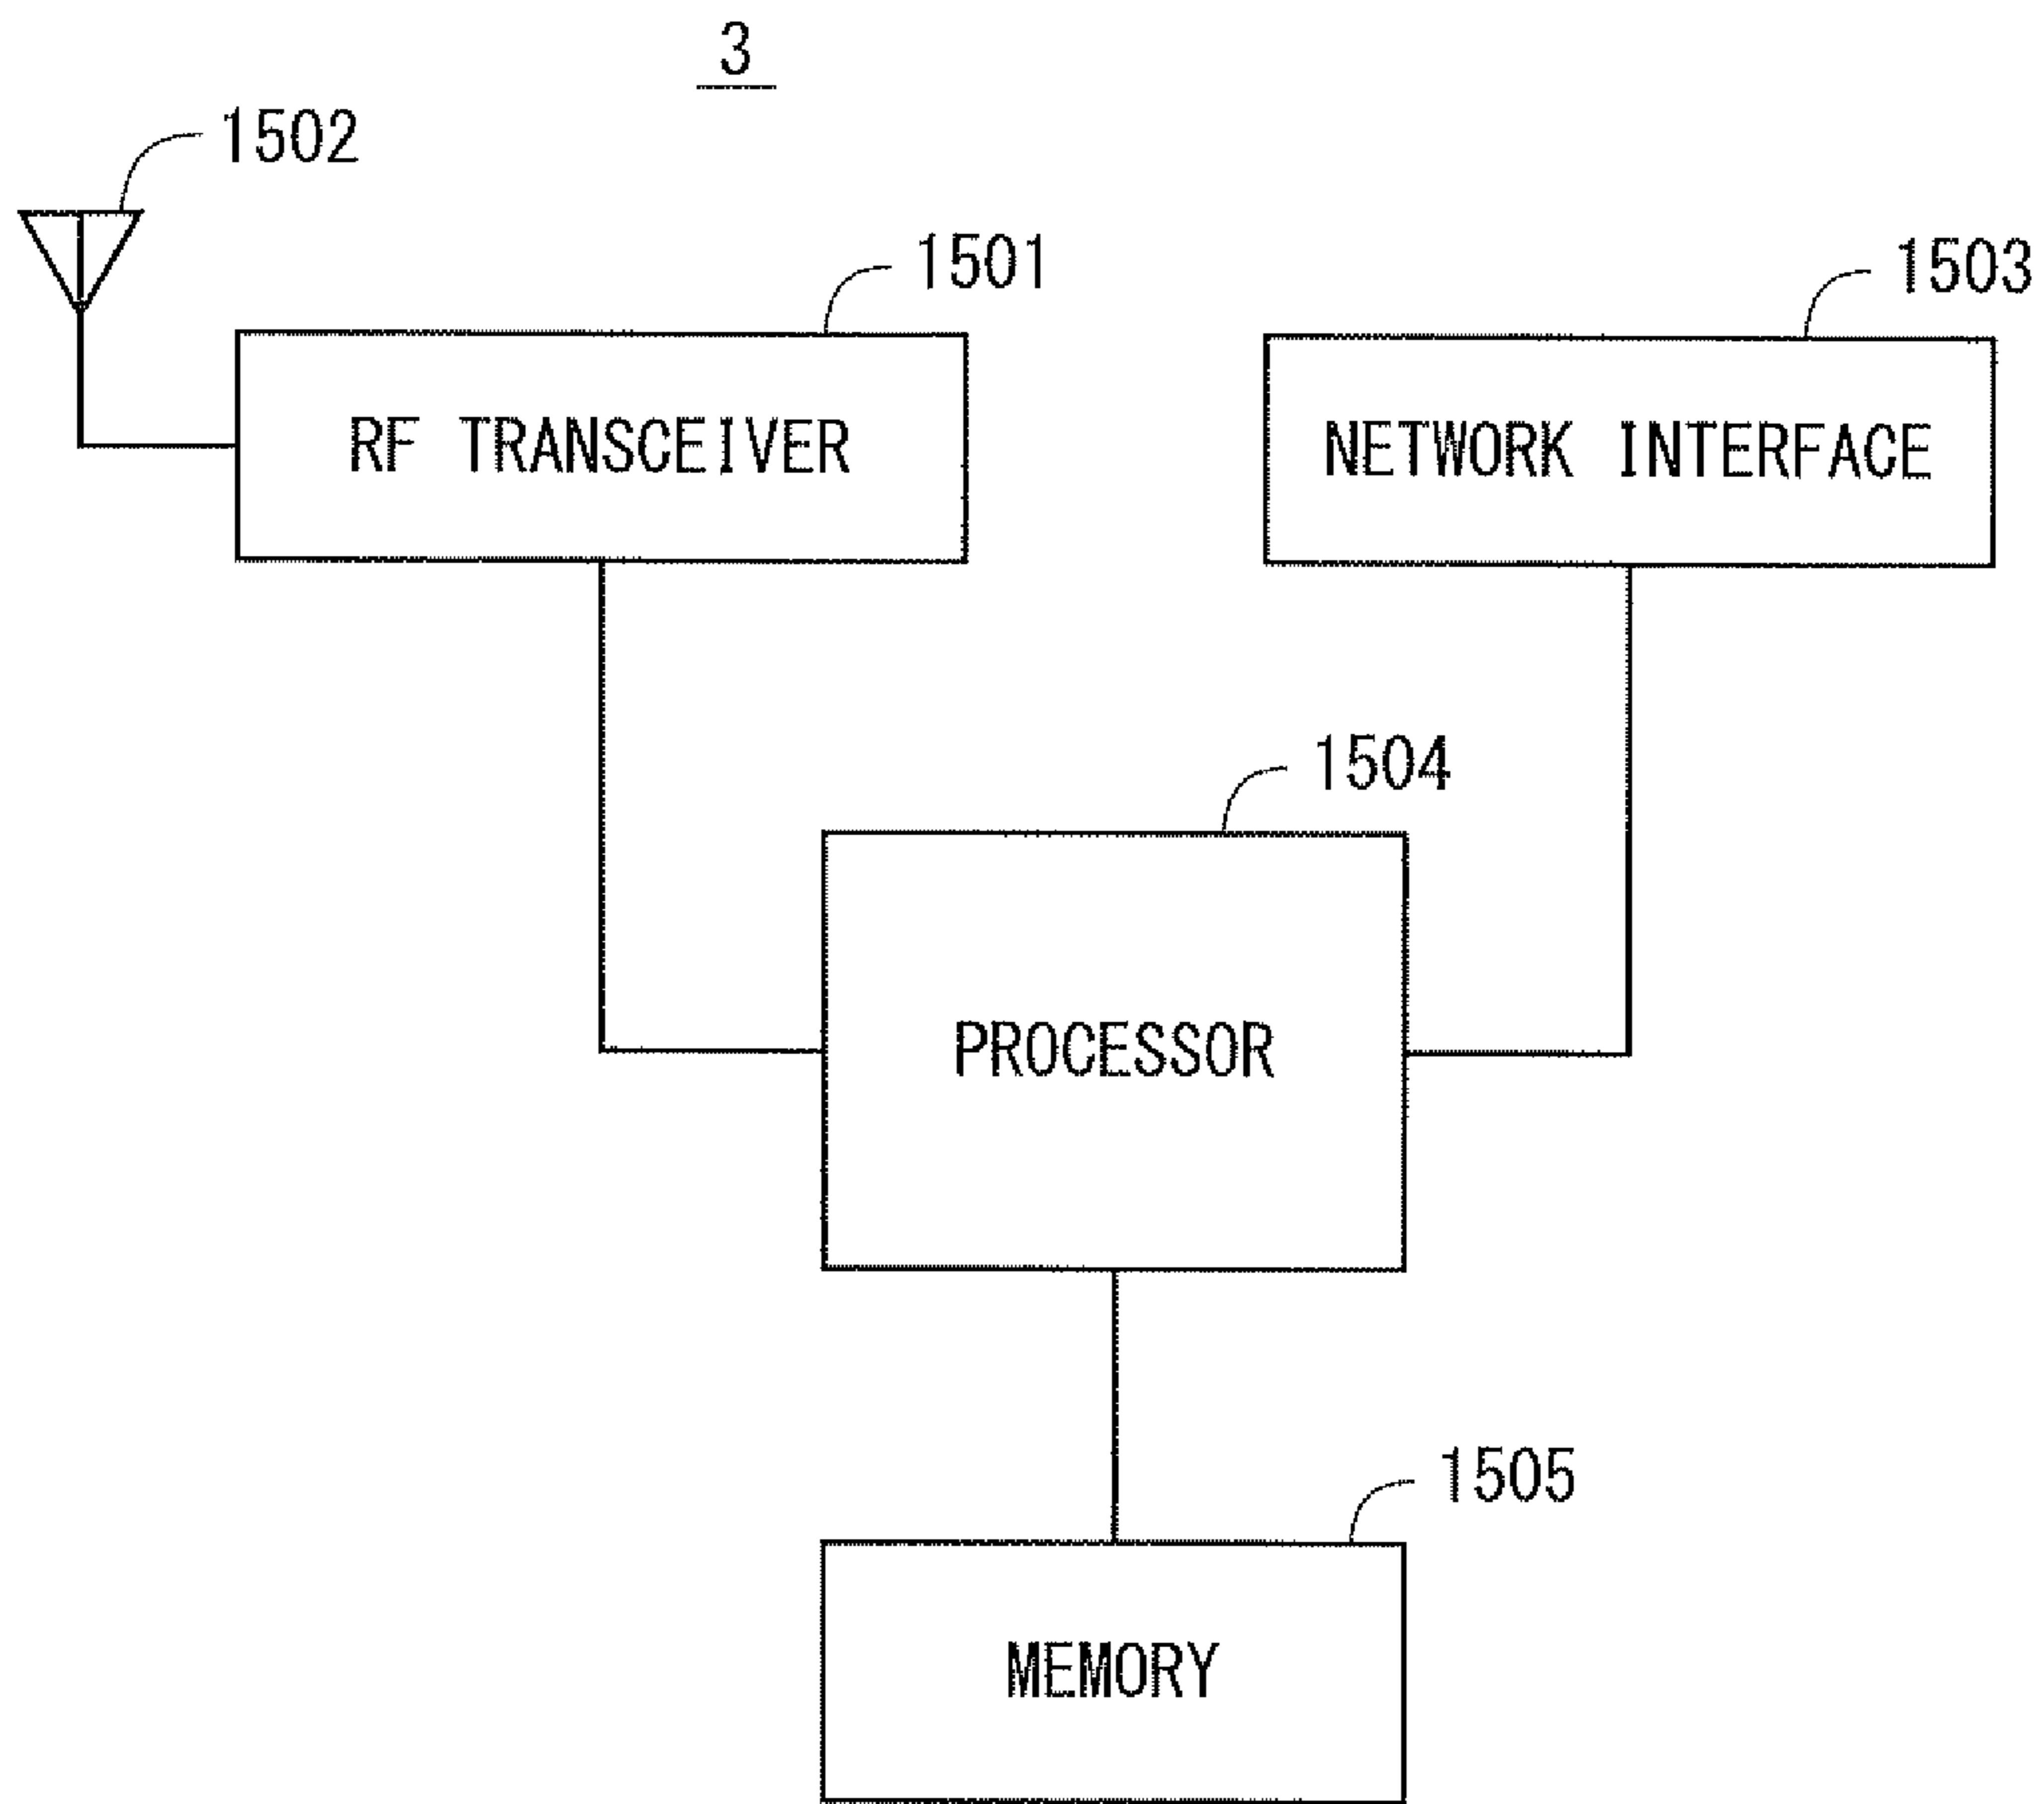 3
1502
1501
1503
RF TRANSCEIVER
NETWORK INTERFACE
1504
PROCESSOR
1505
MEMORY